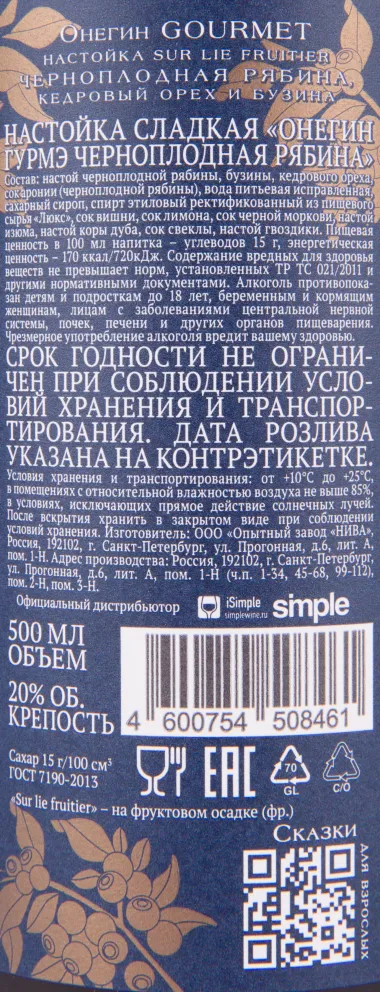 Онегин GOURMET
НАСТОЙКА SUR LIE FRUITIER
ЧЕРНОПЛОДНАЯ РЯБИНА,
КЕДРОВЫЙ ОРЕХ И БУЗИНА
НАСТОЙКА СЛАДКАЯ «ОНЕГИН
ГУРМЭ ЧЕРНОПЛОДНАЯ РЯБИНА»
Состав: настой черноплодной рябины, бузины, кедрового ореха,
сока ронии (черноплодной рябины), вода питьевая исправленная,
сахарный сироп, спирт этиловый ректификованный из пищевого
сырья «Люкс», сок вишни, сок лимона, сок черной моркови, настой
изюма, настой коры дуба, сок свеклы, настой гвоздики. Пищевая
ценность в 100 мл напитка – углеводов 15 г, энергетическая
ценность – 170 ккал/720кДж. Содержание вредных для здоровья
веществ не превышает норм, установленных ТР ТС 021/2011 и
другими нормативными документами. Алкоголь противопока-
зан детям и подросткам до 18 лет, беременным и кормящим
женщинам, лицам с заболеваниями центральной нервной
системы, почек, печени и других органов пищеварения.
Чрезмерное употребление алкоголя вредит вашему здоровью.
СРОК ГОДНОСТИ НЕ ОГРАНИ-
ЧЕН ПРИ СОБЛЮДЕНИИ УСЛО-
ВИЙ ХРАНЕНИЯ И ТРАНСПОР-
ТИРОВАНИЯ. ДАТА РОЗЛИВА
УКАЗАНА НА КОНТРЭТИКЕТКЕ.
Условия хранения и транспортирования: от +10°С до +25°С,
в помещениях с относительной влажностью воздуха не выше 85%,
в условиях, исключающих прямое действие солнечных лучей.
После вскрытия хранить в закрытом виде при соблюдении
условий хранения. Изготовитель: ООО «Опытный завод «НИВА»,
Россия, 192102, г. Санкт-Петербург, ул. Прогонная, д.6, лит. А,
пом. 1-Н. Адрес производства: Россия, 192102, г. Санкт-Петербург,
ул. Прогонная, д.6, лит. А, пом. 1-Н (ч.п. 1-34, 45-68, 99-112),
пом. 2-Н, пом. 3-Н.
Официальный дистрибьютор iSimple simplewine.ru simple
500 МЛ
ОБЪЕМ
20% ОБ.
КРЕПОСТЬ
4 600754 508461
Сахар 15 г/100 см³
ГОСТ 7190-2013
EAC
70
GL
С/О
«Sur lie fruitier» – на фруктовом осадке (фр.)
Сказки
для взрослых